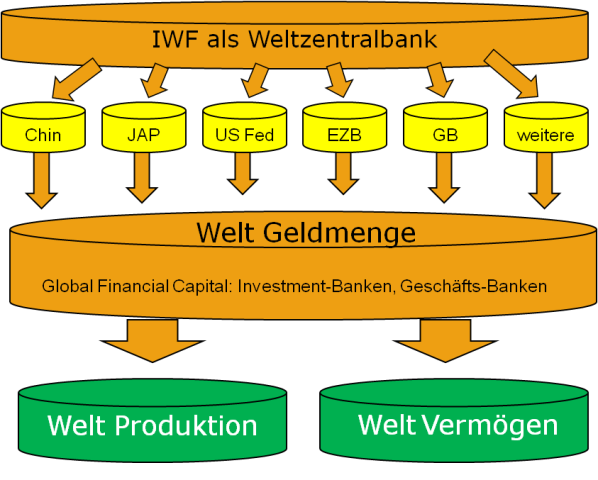 IWF als Weltzentralbank
Chin
JAP
US Fed
EZB
GB
weitere
Welt Geldmenge
Global Financial Capital: Investment-Banken, Geschäfts-Banken
Welt Produktion
Welt Vermögen